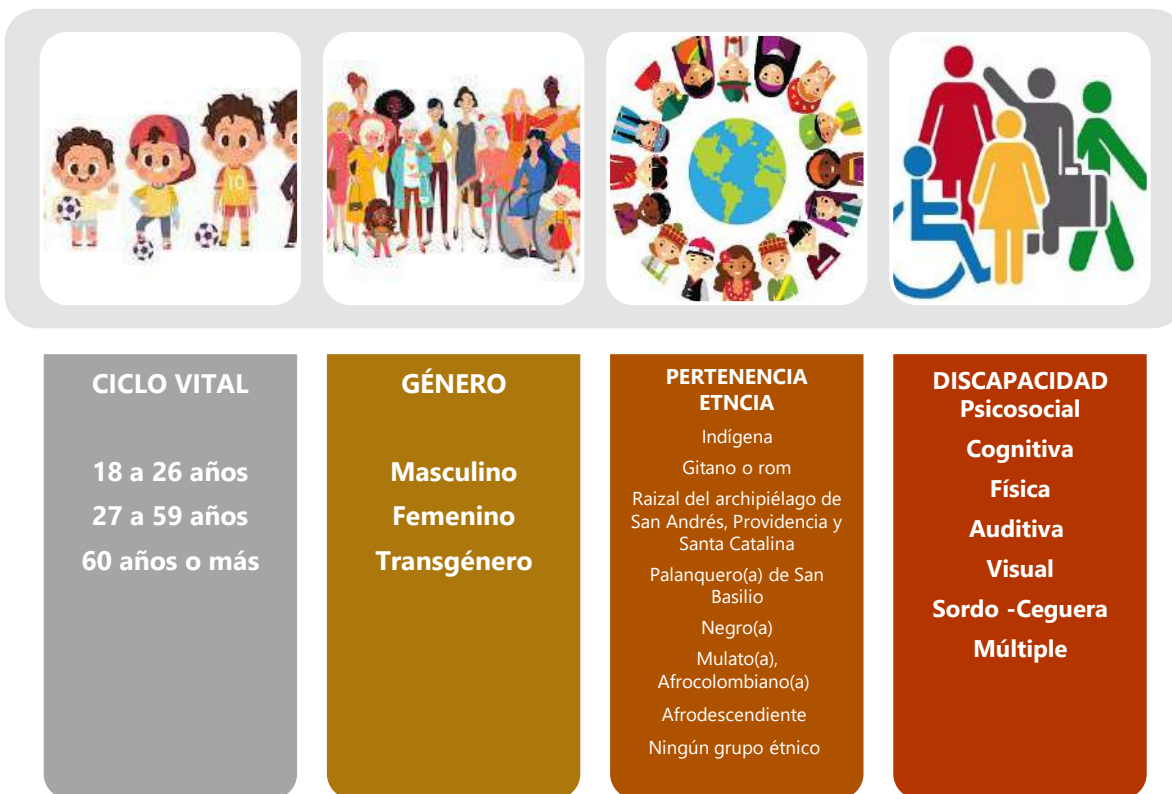 10
CICLO VITAL
18 a 26 años
27 a 59 años
60 años o más
GÉNERO
Masculino
Femenino
Transgénero
PERTENENCIA
ETNCIA
Indígena
Gitano o rom
Raizal del archipiélago de
San Andrés, Providencia y
Santa Catalina
Palanquero(a) de San
Basilio
Negro(a)
Mulato(a),
Afrocolombiano(a)
Afrodescendiente
Ningún grupo étnico
DISCAPACIDAD
Psicosocial
Cognitiva
Física
Auditiva
Visual
Sordo -Ceguera
Múltiple